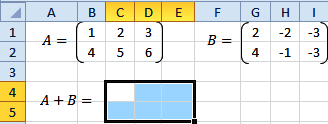 A B C D E F G H I
1 A = ( 1 2 3 B = ( 2 -2 -3
2 4 5 6 ) 4 -1 -3 )
3
4 A + B =
5